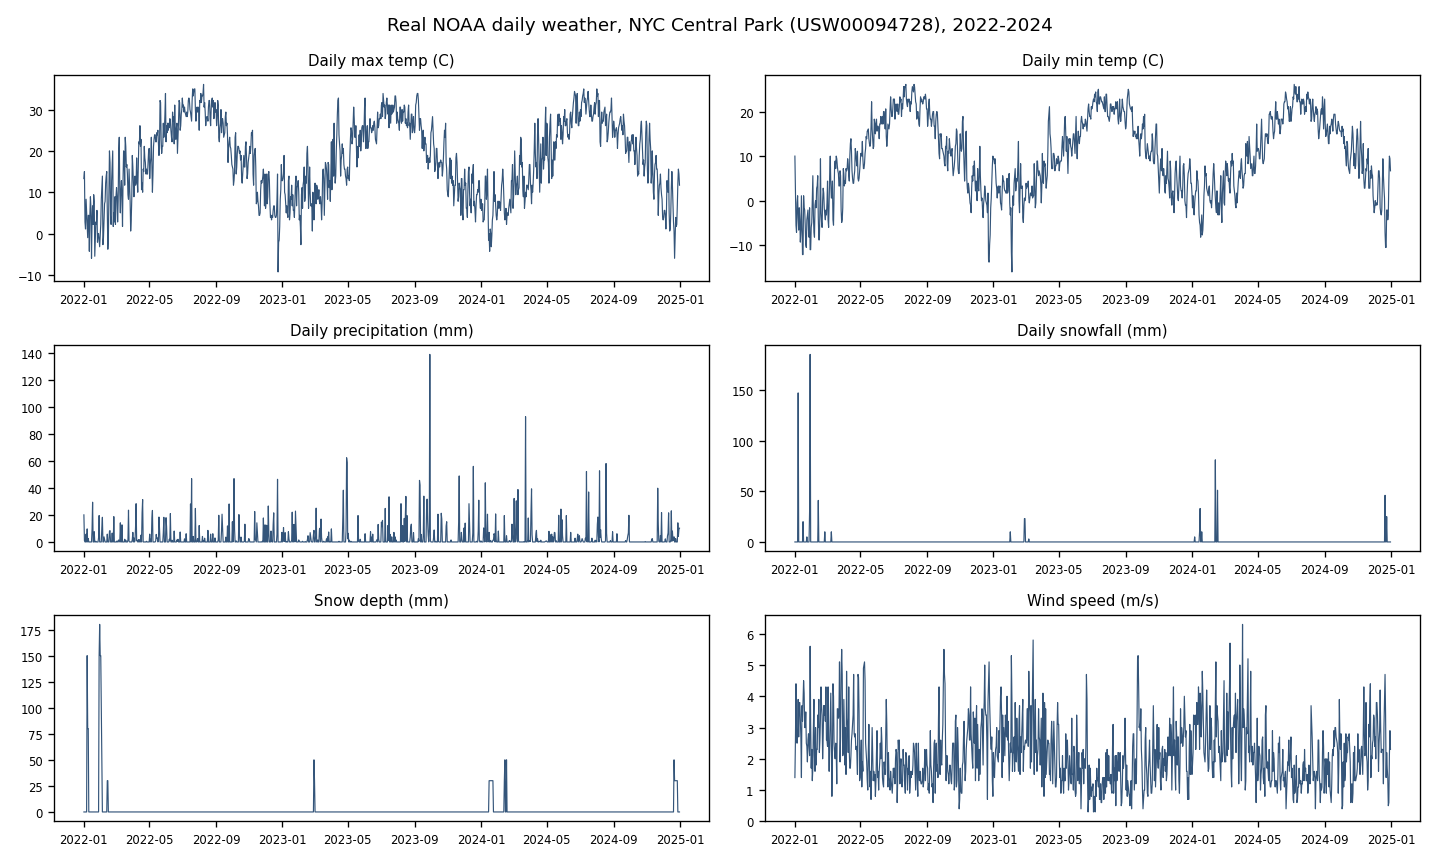 Real NOAA daily weather, NYC Central Park (USW00094728), 2022-2024
Daily max temp (C)
30
20
10
0
−10
2022-01 2022-05 2022-09 2023-01 2023-05 2023-09 2024-01 2024-05 2024-09 2025-01
Daily min temp (C)
20
10
0
−10
2022-01 2022-05 2022-09 2023-01 2023-05 2023-09 2024-01 2024-05 2024-09 2025-01
Daily precipitation (mm)
140
120
100
80
60
40
20
0
2022-01 2022-05 2022-09 2023-01 2023-05 2023-09 2024-01 2024-05 2024-09 2025-01
Daily snowfall (mm)
150
100
50
0
2022-01 2022-05 2022-09 2023-01 2023-05 2023-09 2024-01 2024-05 2024-09 2025-01
Snow depth (mm)
175
150
125
100
75
50
25
0
2022-01 2022-05 2022-09 2023-01 2023-05 2023-09 2024-01 2024-05 2024-09 2025-01
Wind speed (m/s)
6
5
4
3
2
1
0
2022-01 2022-05 2022-09 2023-01 2023-05 2023-09 2024-01 2024-05 2024-09 2025-01